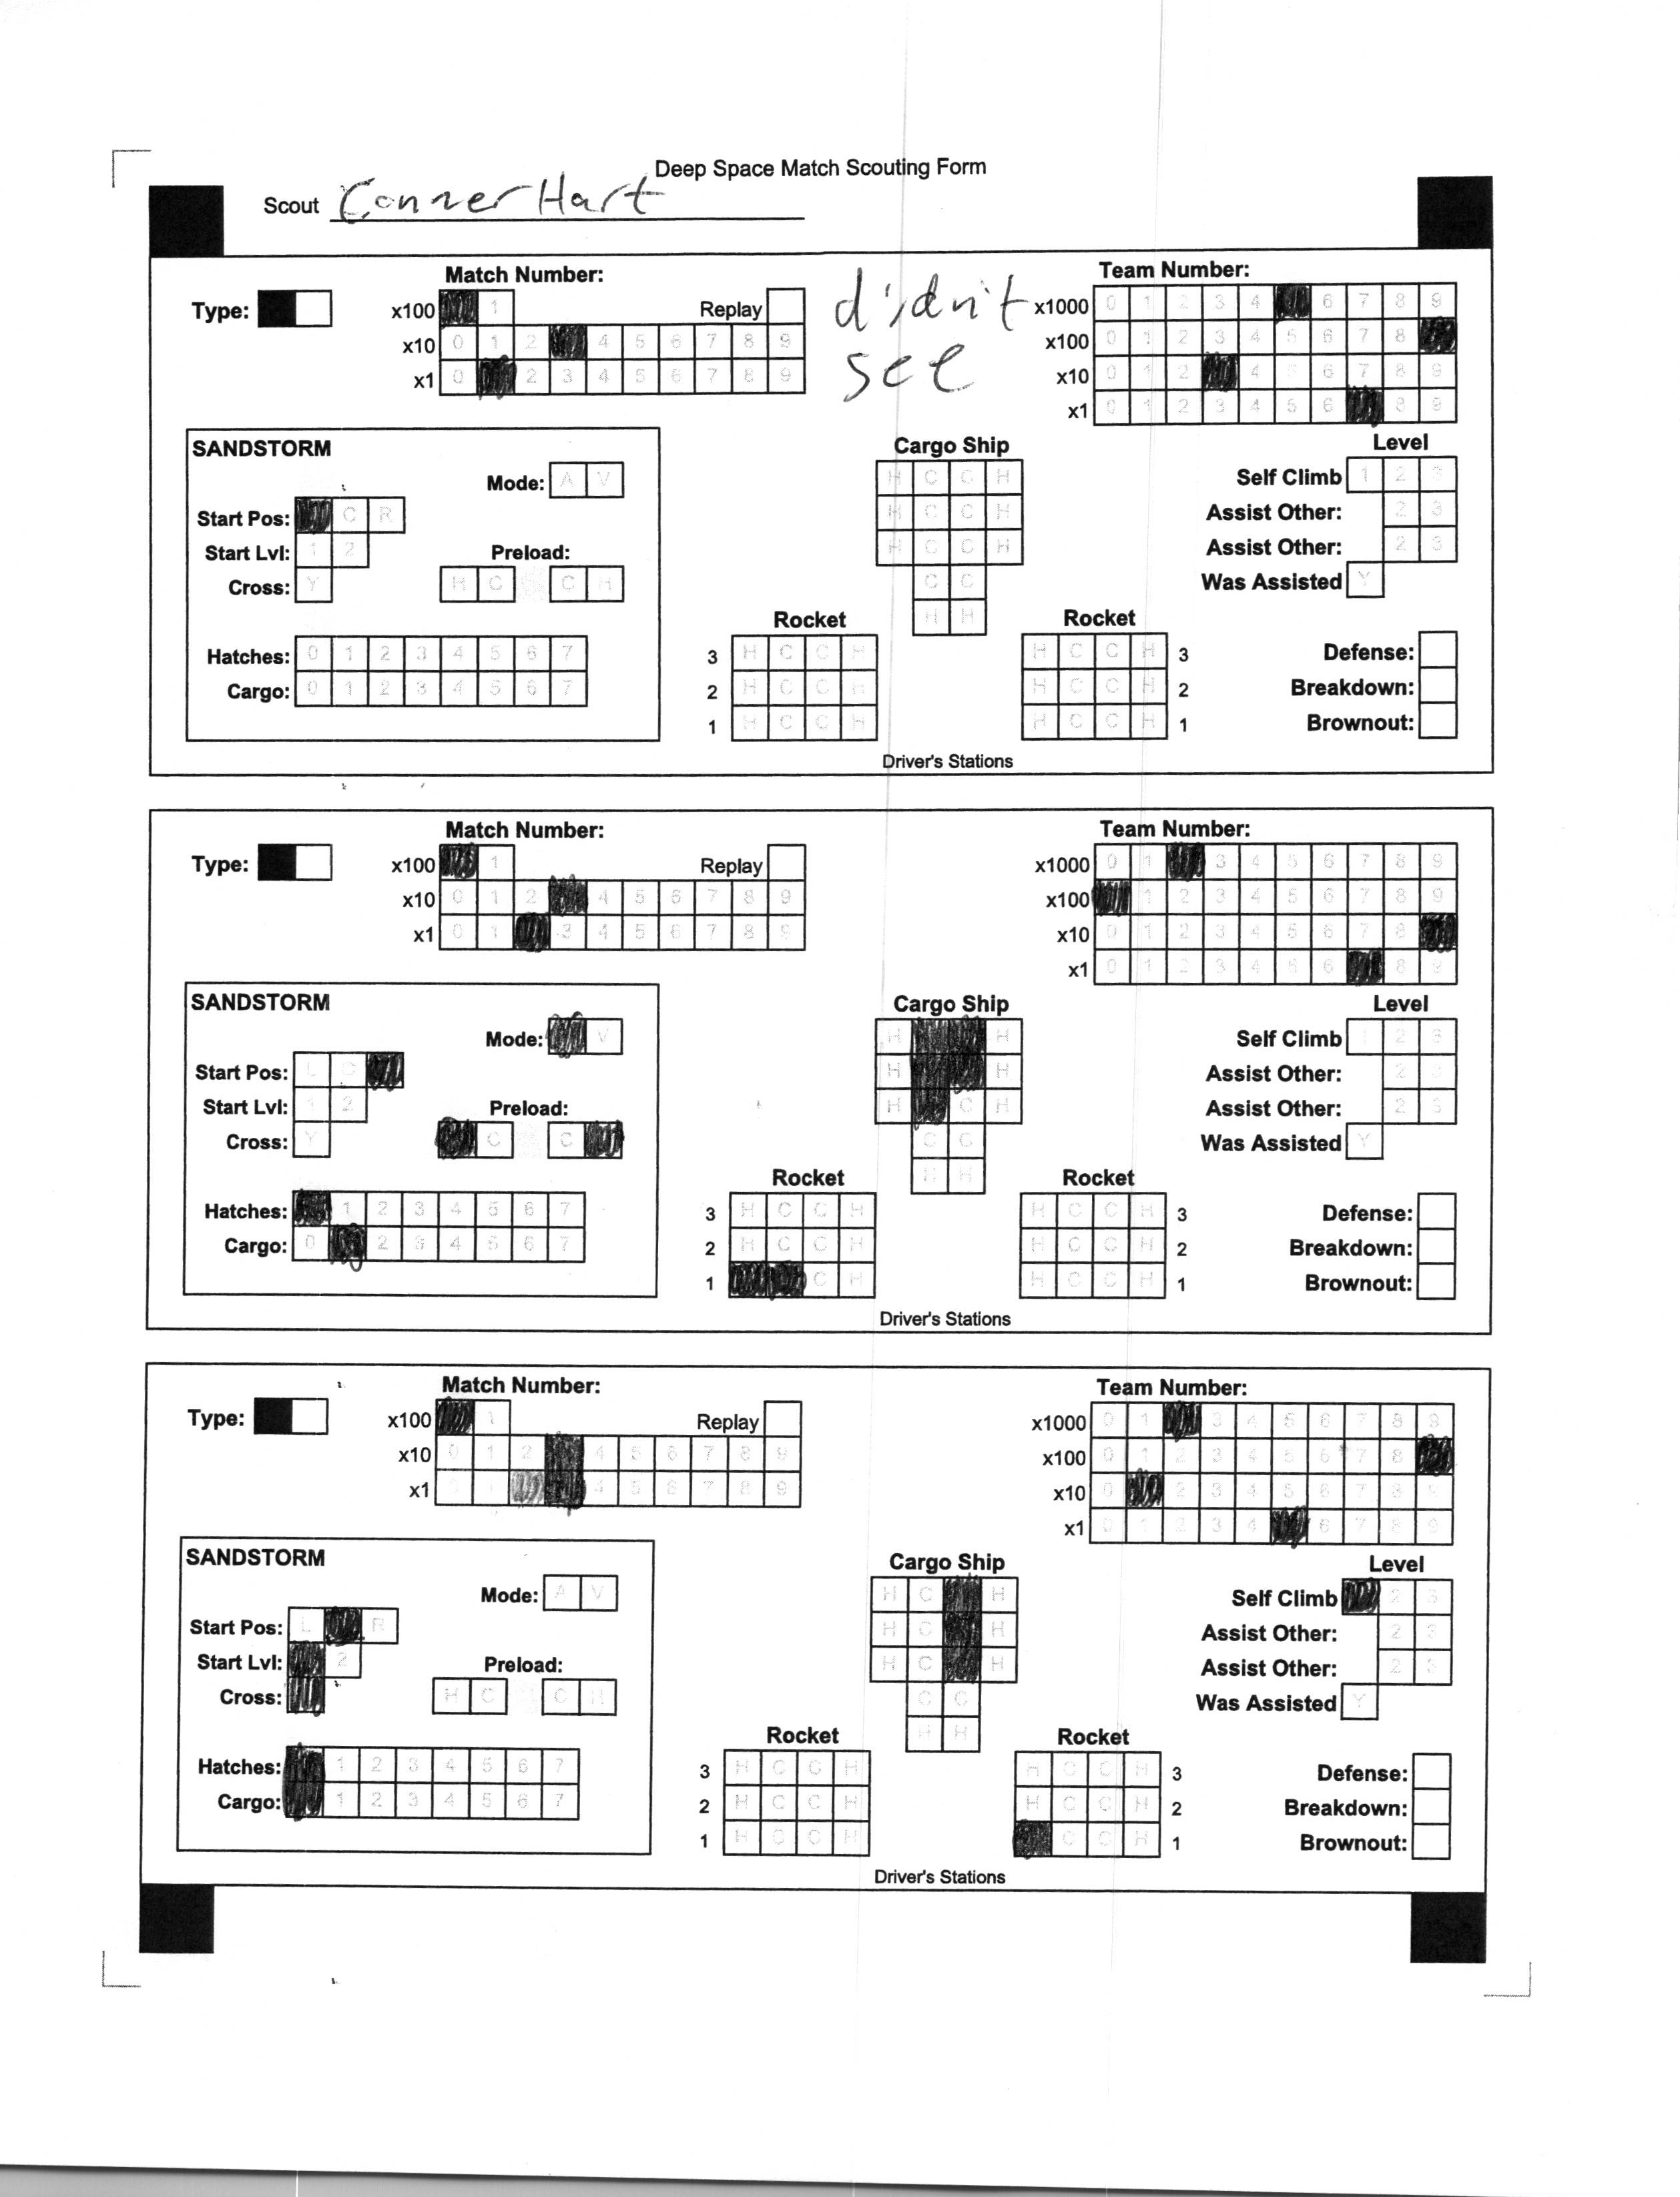 Deep Space Match Scouting Form
Scout Conner Hart
Match Number:
Team Number:
Type:
x100 1
Replay
didn't
see
x1000 0 1 2 3 4 6 7 8 9
x10 0 1 2 4 5 6 7 8 9
x100 0 1 2 3 4 5 6 7 8
x1 0 2 3 4 5 6 7 8 9
x10 0 1 2 4 6 7 8 9
x1 0 1 2 3 4 5 6 8 9
SANDSTORM
Mode: A V
Start Pos: C R
Start Lvl: 1 2
Preload:
Cross: Y
H C C H
Hatches: 0 1 2 3 4 5 6 7
Cargo: 0 1 2 3 4 5 6 7
Cargo Ship
H C C H
H C C H
H C C H
C C
H H
Rocket
3 H C C H
2 H C C H
1 H C C H
Rocket
H C C H 3
H C C H 2
H C C H 1
Driver's Stations
Level
Self Climb 1 2 3
Assist Other: 2 3
Assist Other: 2 3
Was Assisted Y
Defense:
Breakdown:
Brownout:
Match Number:
Team Number:
Type:
x100 1
Replay
x10 0 1 2 4 5 6 7 8 9
x1 0 1 3 4 5 6 7 8 9
x1000 0 1 3 4 5 6 7 8 9
x100 1 2 3 4 5 6 7 8 9
x10 0 1 2 3 4 5 6 7 8
x1 0 1 2 3 4 5 6 8 9
SANDSTORM
Mode: V
Start Pos: L C
Start Lvl: 1 2
Preload:
Cross: Y
C C
Hatches: 1 2 3 4 5 6 7
Cargo: 0 2 3 4 5 6 7
Cargo Ship
H H
H H
H C H
C C
H H
Rocket
3 H C C H
2 H C C H
1 C H
Rocket
H C C H 3
H C C H 2
H C C H 1
Driver's Stations
Level
Self Climb 1 2 3
Assist Other: 2 3
Assist Other: 2 3
Was Assisted Y
Defense:
Breakdown:
Brownout:
Match Number:
Team Number:
Type:
x100 1
Replay
x10 0 1 2 4 5 6 7 8 9
x1 0 1 4 5 6 7 8 9
x1000 0 1 3 4 5 6 7 8 9
x100 0 1 2 3 4 5 6 7 8
x10 0 2 3 4 5 6 7 8 9
x1 0 1 2 3 4 6 7 8 9
SANDSTORM
Mode: A V
Start Pos: L R
Start Lvl: 2
Preload:
Cross:
H C C H
Hatches: 1 2 3 4 5 6 7
Cargo: 1 2 3 4 5 6 7
Cargo Ship
H C H
H C H
H C H
C C
H H
Rocket
3 H C C H
2 H C C H
1 H C C H
Rocket
H C C H 3
H C C H 2
C C H 1
Driver's Stations
Level
Self Climb 2 3
Assist Other: 2 3
Assist Other: 2 3
Was Assisted Y
Defense:
Breakdown:
Brownout: